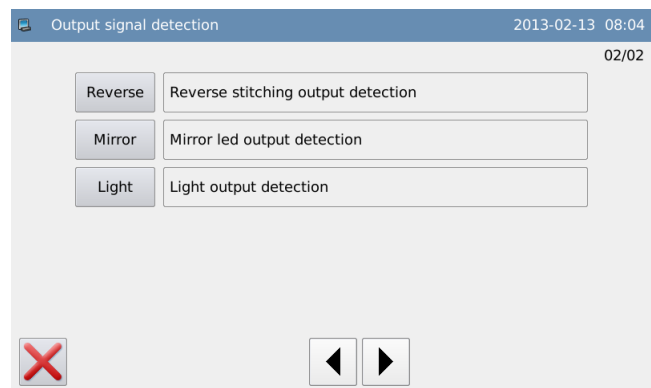 Output signal detection 2013-02-13 08:04
02/02
Reverse Reverse stitching output detection
Mirror Mirror led output detection
Light Light output detection